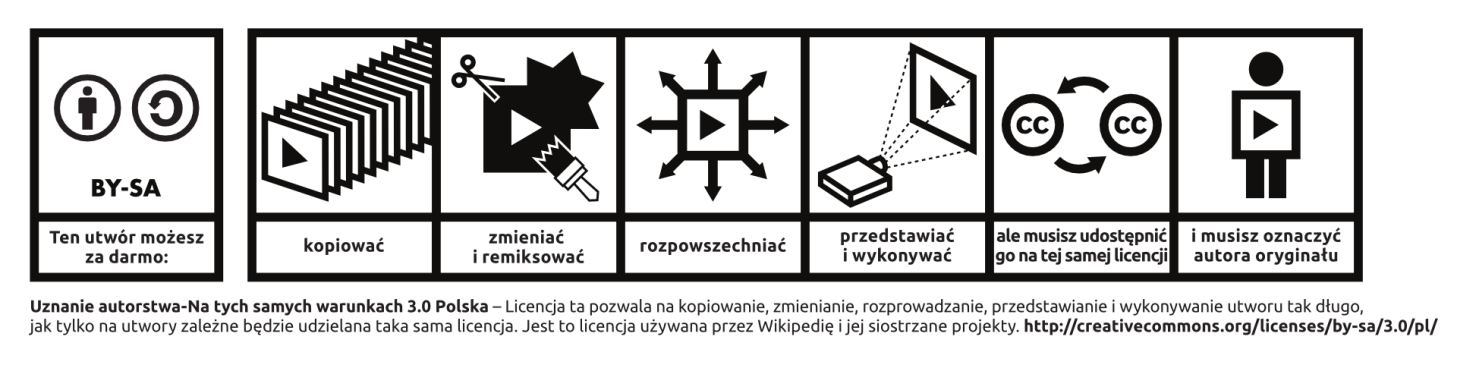 BY-SA
Ten utwór możesz
za darmo:
kopiować
zmieniać
i remiksować
rozpowszechniać
przedstawiać
i wykonywać
cc
cc
ale musisz udostępnić
go na tej samej licencji
i musisz oznaczyć
autora oryginału
Uznanie autorstwa-Na tych samych warunkach 3.0 Polska – Licencja ta pozwala na kopiowanie, zmienianie, rozprowadzanie, przedstawianie i wykonywanie utworu tak długo,
jak tylko na utwory zależne będzie udzielana taka sama licencja. Jest to licencja używana przez Wikipedię i jej siostrzane projekty. http://creativecommons.org/licenses/by-sa/3.0/pl/